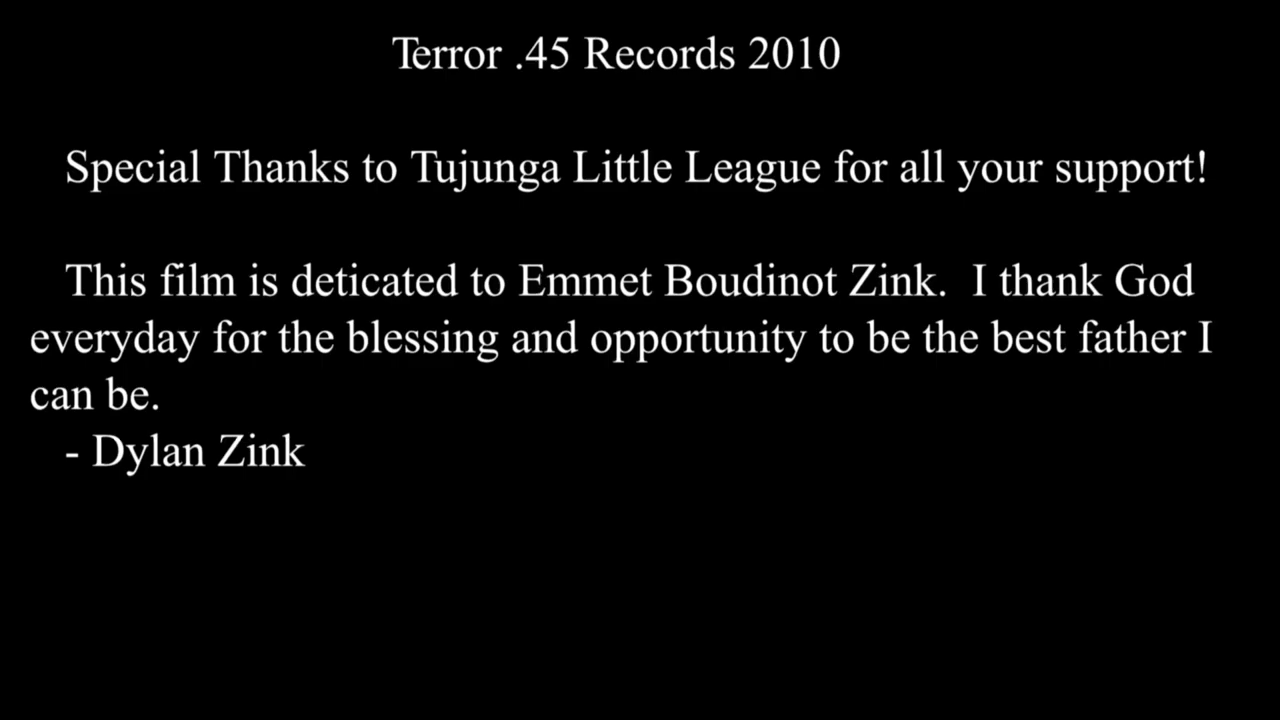 Terror .45 Records 2010
Special Thanks to Tujunga Little League for all your support!
This film is deticated to Emmet Boudinot Zink.  I thank God
everyday for the blessing and opportunity to be the best father I
can be.
- Dylan Zink